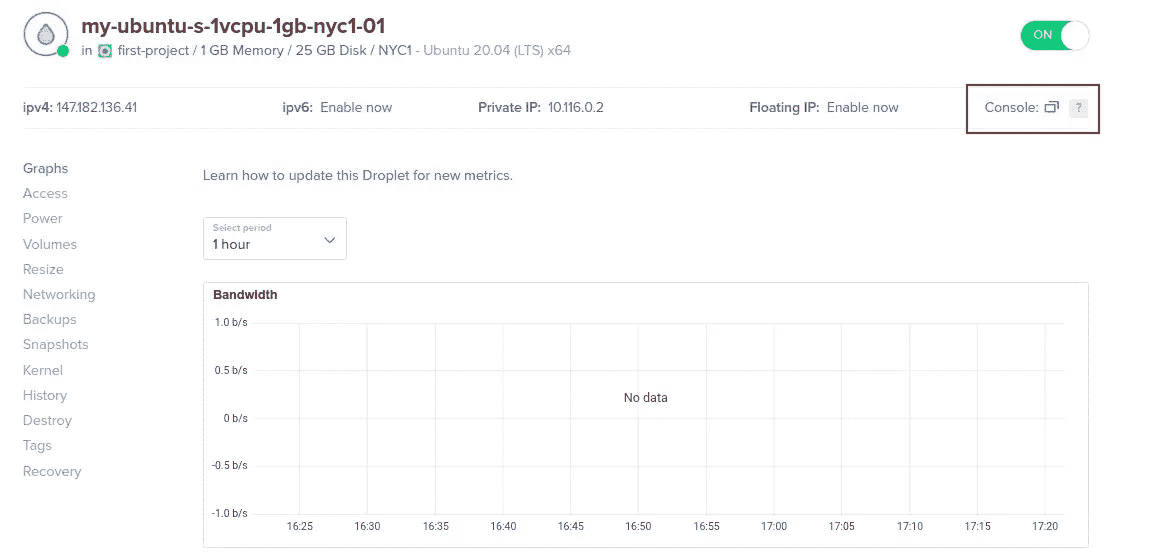 my-ubuntu-s-1vcpu-1gb-nyc1-01
in first-project / 1 GB Memory / 25 GB Disk / NYC1 - Ubuntu 20.04 (LTS) x64
ON
ipv4: 147.182.136.41 ipv6: Enable now Private IP: 10.116.0.2 Floating IP: Enable now Console: ?
Graphs
Access
Power
Volumes
Resize
Networking
Backups
Snapshots
Kernel
History
Destroy
Tags
Recovery
Learn how to update this Droplet for new metrics.
Select period
1 hour
Bandwidth
1.0 b/s
0.5 b/s
0 b/s
-0.5 b/s
-1.0 b/s
No data
16:25 16:30 16:35 16:40 16:45 16:50 16:55 17:00 17:05 17:10 17:15 17:20